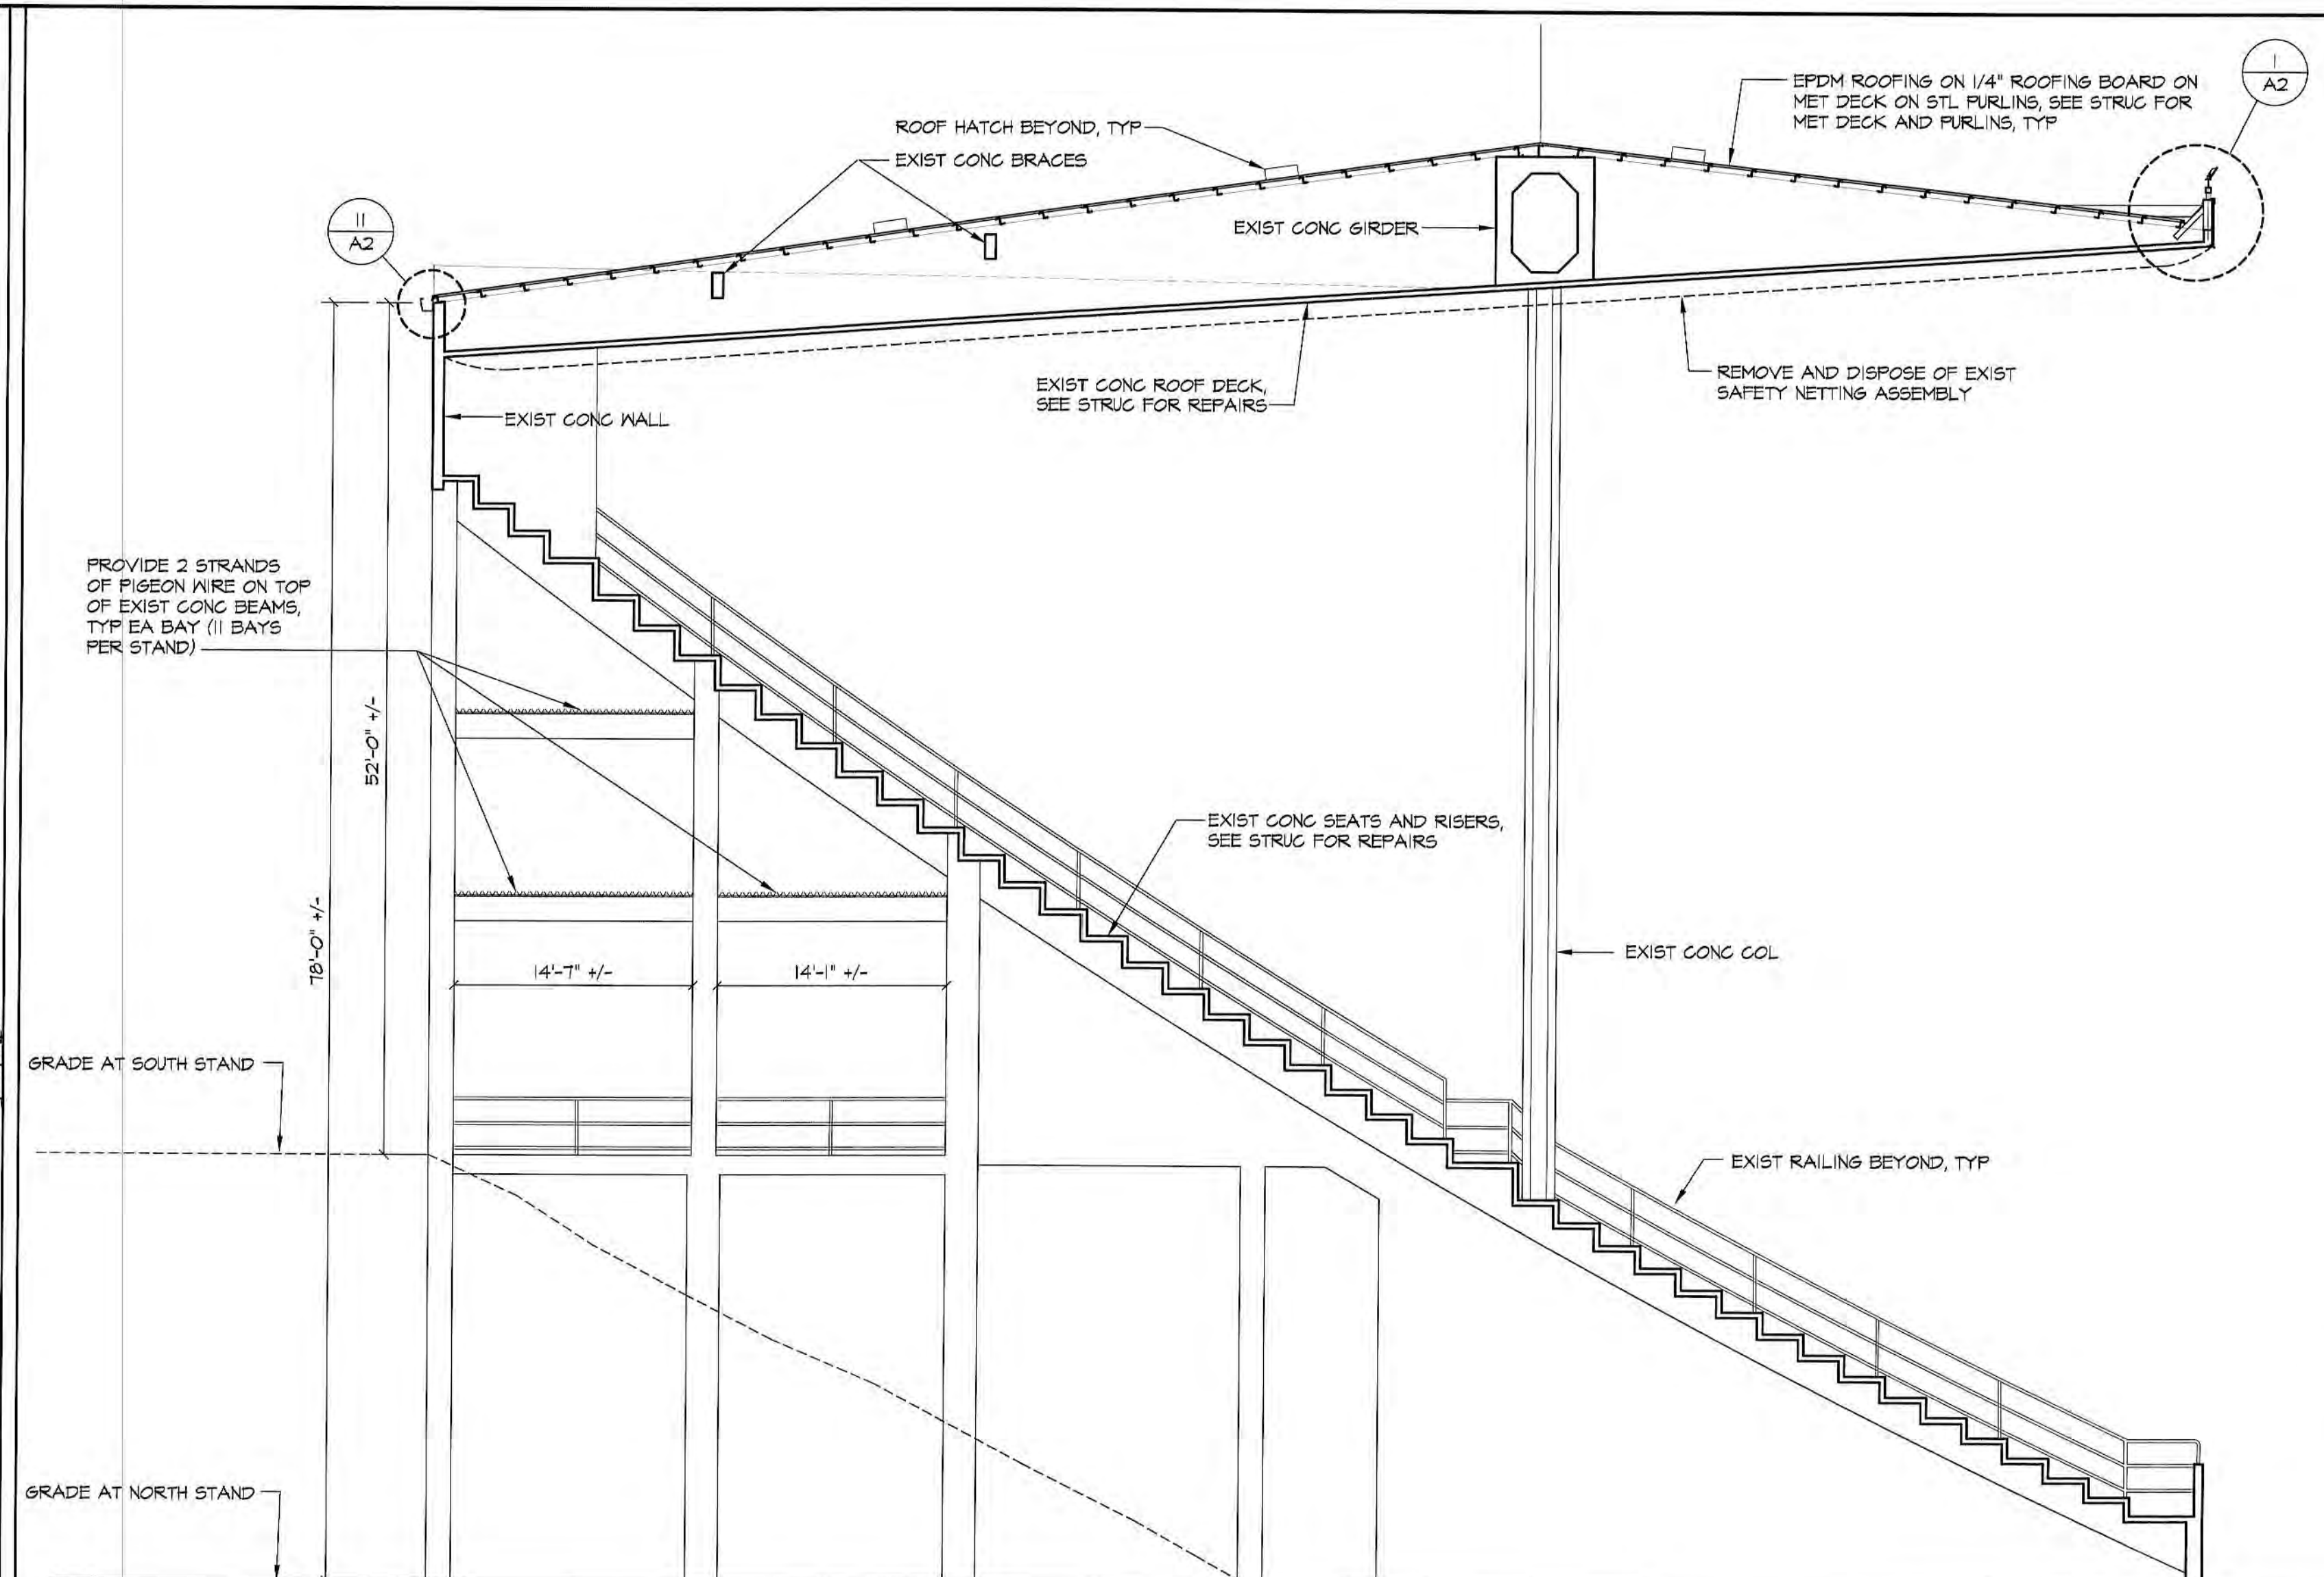 1
A2
EPDM ROOFING ON 1/4" ROOFING BOARD ON
MET DECK ON STL PURLINS, SEE STRUC FOR
MET DECK AND PURLINS, TYP
ROOF HATCH BEYOND, TYP
EXIST CONC BRACES
11
A2
EXIST CONC GIRDER
EXIST CONC ROOF DECK,
SEE STRUC FOR REPAIRS
REMOVE AND DISPOSE OF EXIST
SAFETY NETTING ASSEMBLY
EXIST CONC WALL
PROVIDE 2 STRANDS
OF PIGEON WIRE ON TOP
OF EXIST CONC BEAMS,
TYP EA BAY (11 BAYS
PER STAND)
52'-0" +/-
78'-0" +/-
EXIST CONC SEATS AND RISERS,
SEE STRUC FOR REPAIRS
14'-7" +/-
14'-1" +/-
EXIST CONC COL
GRADE AT SOUTH STAND
EXIST RAILING BEYOND, TYP
GRADE AT NORTH STAND